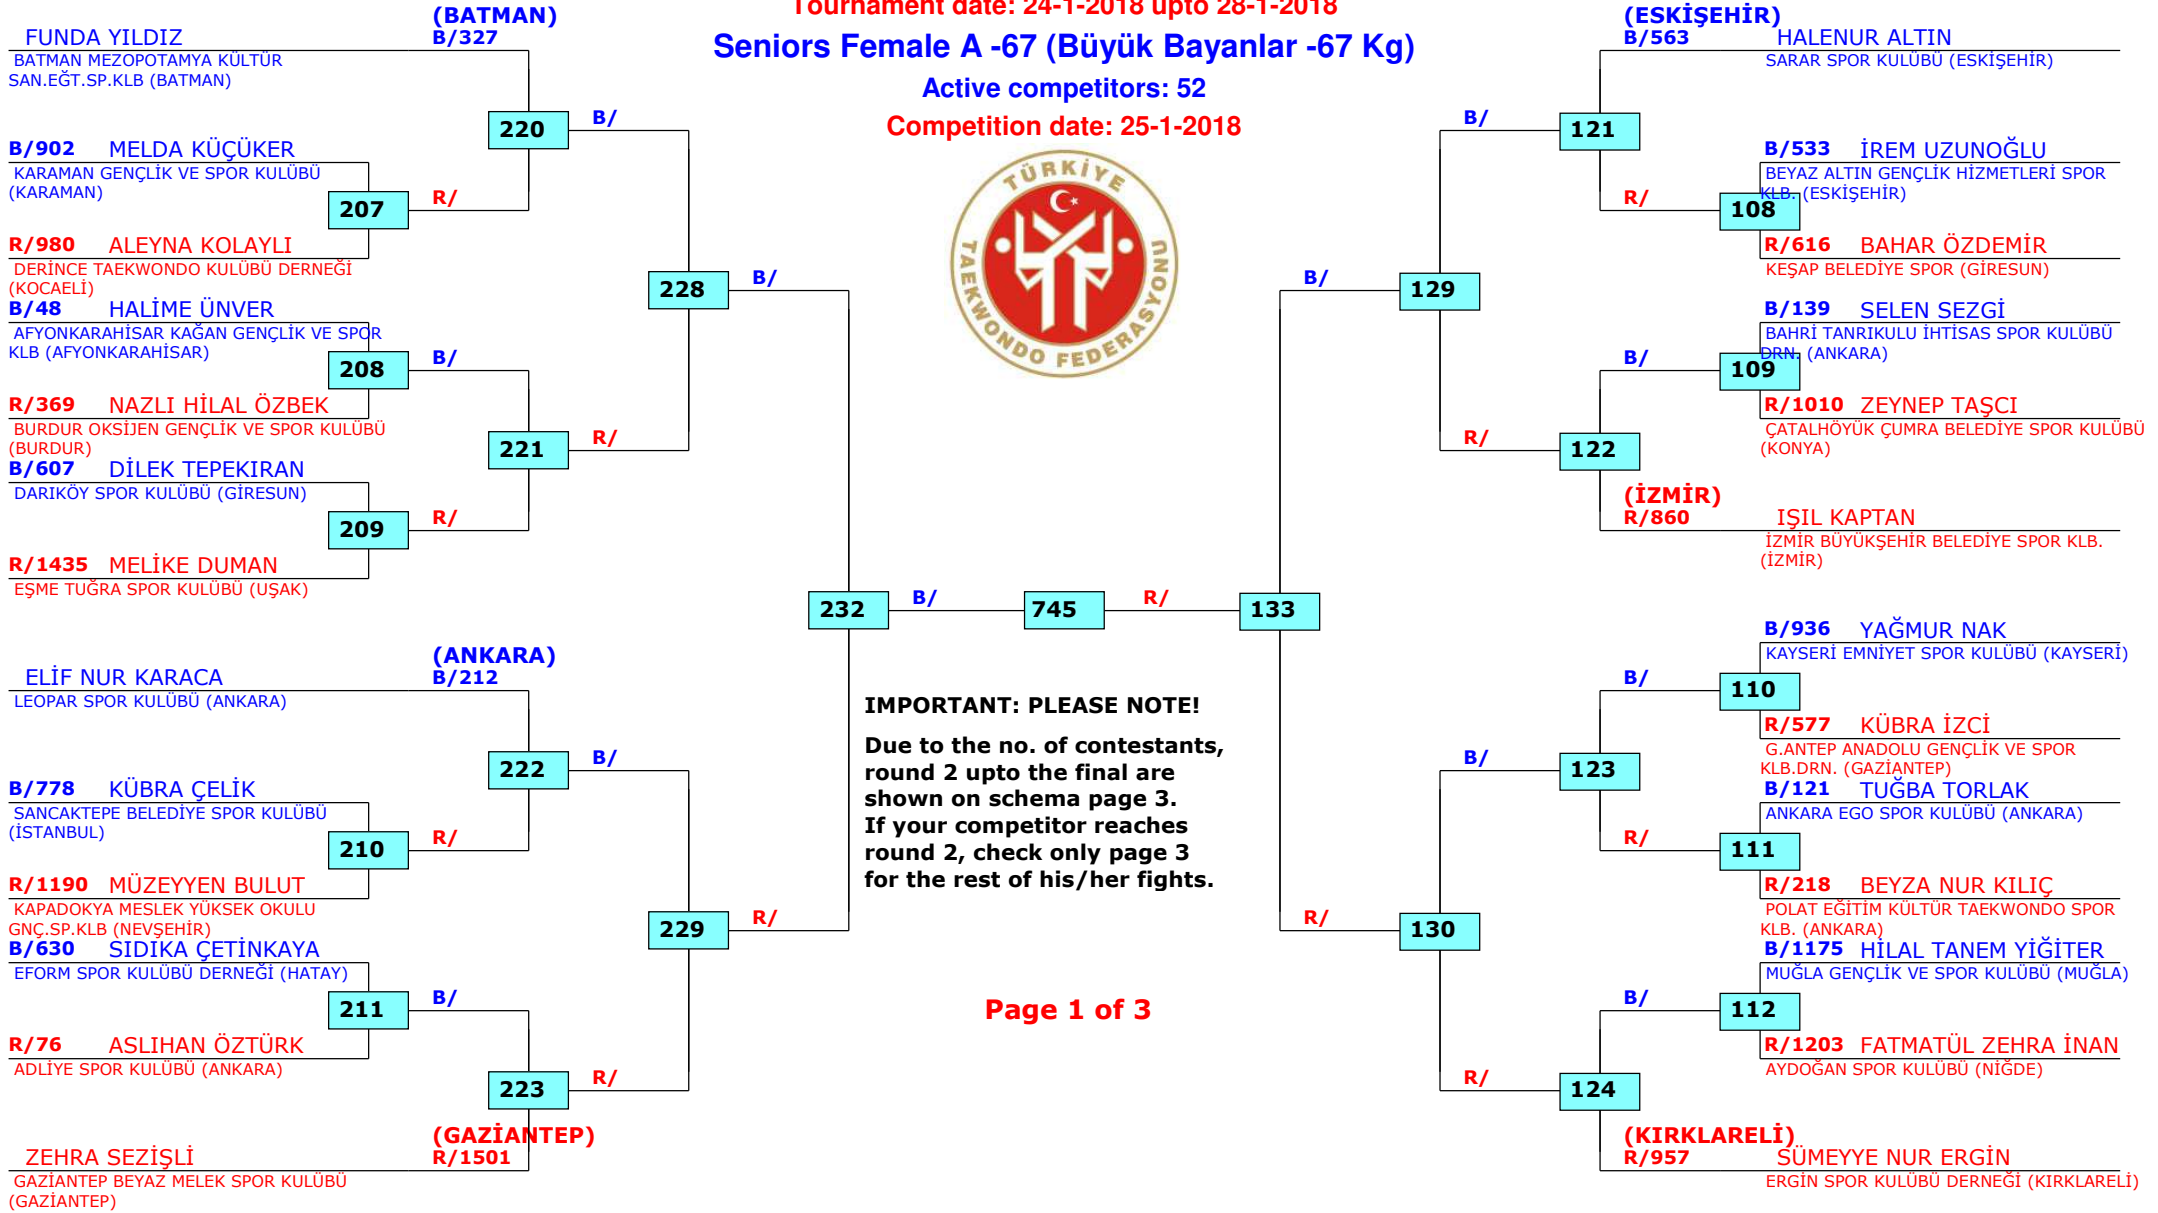 Tournament date: 24-1-2018 upto 28-1-2018
Seniors Female A -67 (Büyük Bayanlar -67 Kg)
Active competitors: 52
Competition date: 25-1-2018
TÜRKİYE
TAEKWONDO FEDERASYONU
(BATMAN)
FUNDA YILDIZ B/327
BATMAN MEZOPOTAMYA KÜLTÜR
SAN.EĞT.SP.KLB (BATMAN)
220 B/
B/902 MELDA KÜÇÜKER
KARAMAN GENÇLİK VE SPOR KULÜBÜ
(KARAMAN)
207 R/
R/980 ALEYNA KOLAYLI
DERİNCE TAEKWONDO KULÜBÜ DERNEĞİ
(KOCAELİ)
228 B/
B/48 HALİME ÜNVER
AFYONKARAHİSAR KAĞAN GENÇLİK VE SPOR
KLB (AFYONKARAHİSAR)
208 B/
R/369 NAZLI HİLAL ÖZBEK
BURDUR OKSİJEN GENÇLİK VE SPOR KULÜBÜ
(BURDUR)
221 R/
B/607 DİLEK TEPEKIRAN
DARIKÖY SPOR KULÜBÜ (GİRESUN)
209 R/
R/1435 MELİKE DUMAN
EŞME TUĞRA SPOR KULÜBÜ (UŞAK)
232 B/ 745 R/ 133
(ANKARA)
ELİF NUR KARACA B/212
LEOPAR SPOR KULÜBÜ (ANKARA)
222 B/
B/778 KÜBRA ÇELİK
SANCAKTEPE BELEDİYE SPOR KULÜBÜ
(İSTANBUL)
210 R/
R/1190 MÜZEYYEN BULUT
KAPADOKYA MESLEK YÜKSEK OKULU
GNÇ.SP.KLB (NEVŞEHİR)
229 R/
B/630 SIDIKA ÇETİNKAYA
EFORM SPOR KULÜBÜ DERNEĞİ (HATAY)
211 B/
R/76 ASLIHAN ÖZTÜRK
ADLİYE SPOR KULÜBÜ (ANKARA)
223 R/
(GAZİANTEP)
ZEHRA SEZİŞLİ R/1501
GAZİANTEP BEYAZ MELEK SPOR KULÜBÜ
(GAZİANTEP)
IMPORTANT: PLEASE NOTE!
Due to the no. of contestants,
round 2 upto the final are
shown on schema page 3.
If your competitor reaches
round 2, check only page 3
for the rest of his/her fights.
Page 1 of 3
(ESKİŞEHİR)
B/563 HALENUR ALTIN
SARAR SPOR KULÜBÜ (ESKİŞEHİR)
B/ 121
B/533 İREM UZUNOĞLU
BEYAZ ALTIN GENÇLİK HİZMETLERİ SPOR
KLB. (ESKİŞEHİR)
R/ 108
R/616 BAHAR ÖZDEMİR
KEŞAP BELEDİYE SPOR (GİRESUN)
B/ 129
B/139 SELEN SEZGİ
BAHRİ TANRIKULU İHTİSAS SPOR KULÜBÜ
DRN. (ANKARA)
B/ 109
R/1010 ZEYNEP TAŞCI
ÇATALHÖYÜK ÇUMRA BELEDİYE SPOR KULÜBÜ
(KONYA)
R/ 122
(İZMİR)
R/860 IŞIL KAPTAN
İZMİR BÜYÜKŞEHİR BELEDİYE SPOR KLB.
(İZMİR)
B/936 YAĞMUR NAK
KAYSERİ EMNİYET SPOR KULÜBÜ (KAYSERİ)
B/ 110
R/577 KÜBRA İZCİ
G.ANTEP ANADOLU GENÇLİK VE SPOR
KLB.DRN. (GAZİANTEP)
B/ 123
B/121 TUĞBA TORLAK
ANKARA EGO SPOR KULÜBÜ (ANKARA)
R/ 111
R/218 BEYZA NUR KILIÇ
POLAT EĞİTİM KÜLTÜR TAEKWONDO SPOR
KLB. (ANKARA)
R/ 130
B/1175 HİLAL TANEM YİĞİTER
MUĞLA GENÇLİK VE SPOR KULÜBÜ (MUĞLA)
B/ 112
R/1203 FATMATÜL ZEHRA İNAN
AYDOĞAN SPOR KULÜBÜ (NİĞDE)
R/ 124
(KIRKLARELİ)
R/957 SÜMEYYE NUR ERGİN
ERGİN SPOR KULÜBÜ DERNEĞİ (KIRKLARELİ)